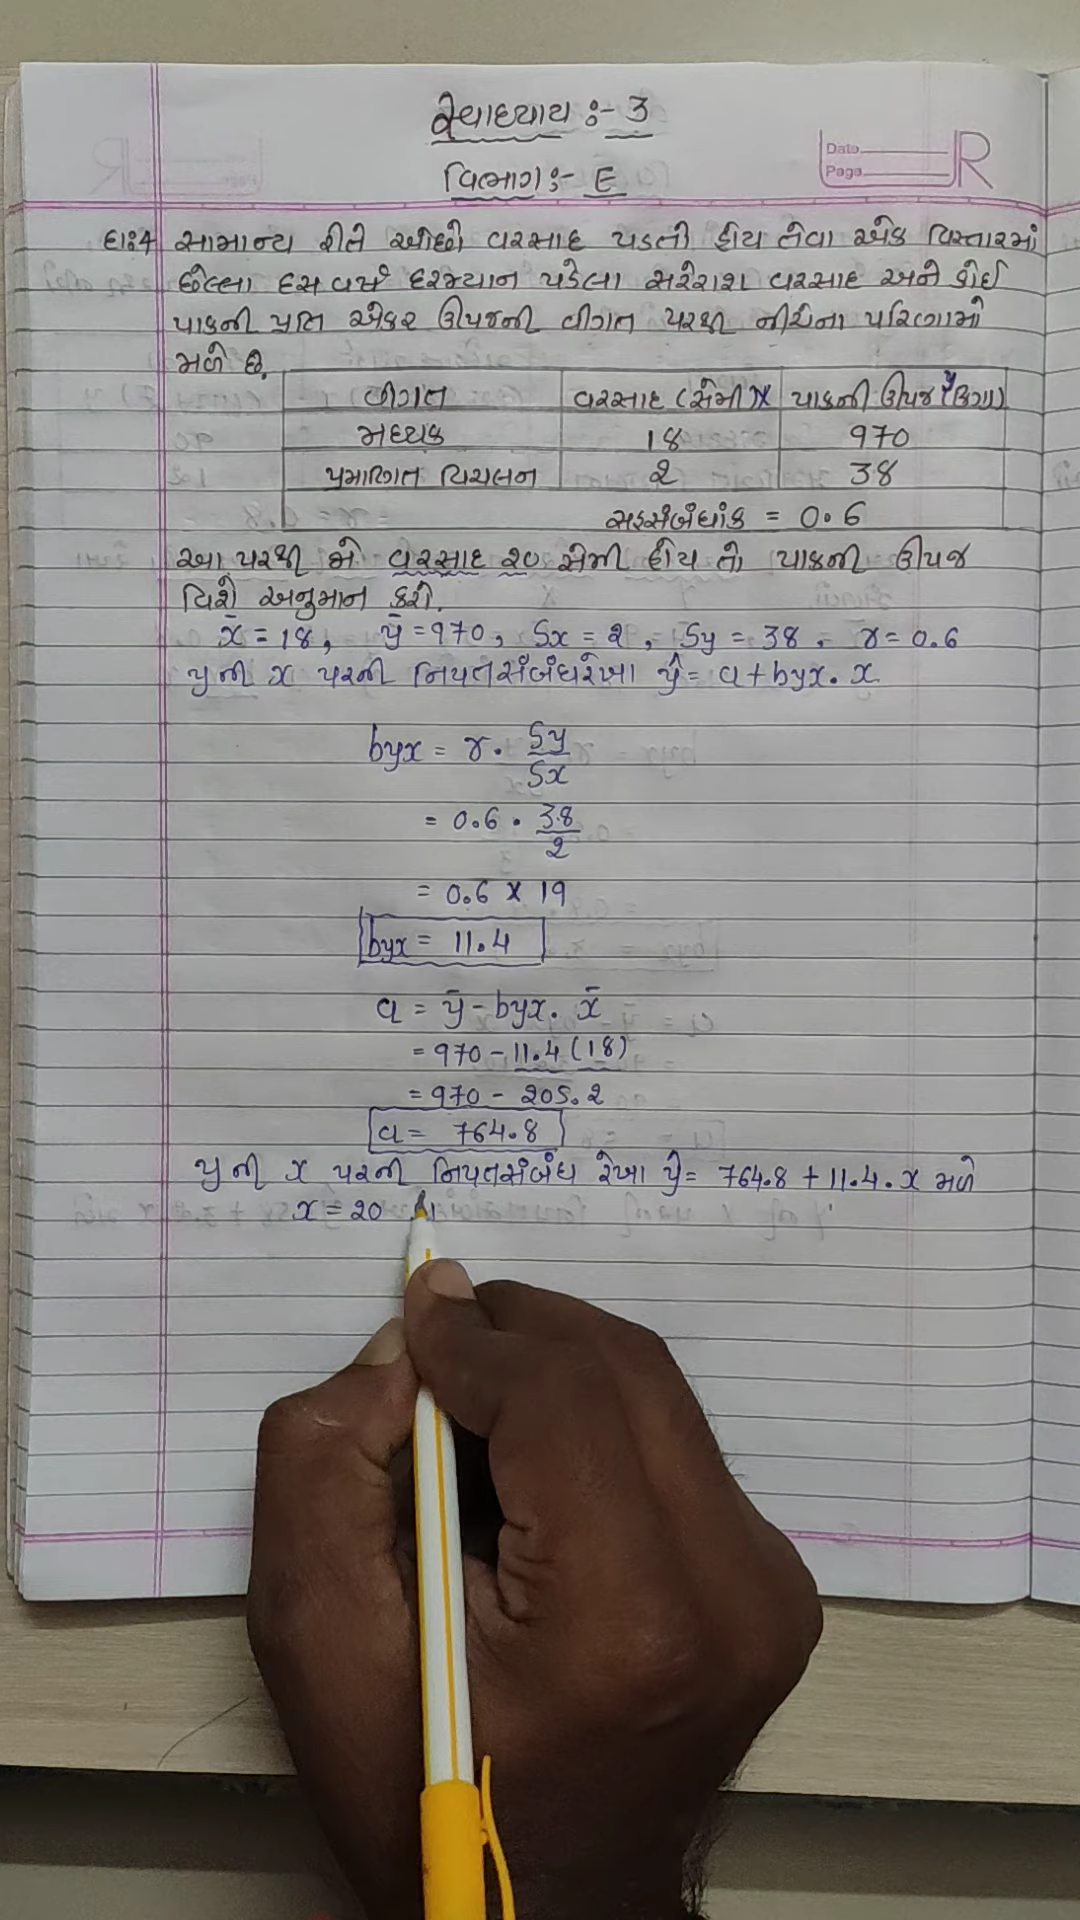 સ્વાધ્યાય :- 3
વિભાગ :- E
Date
Page
R
દા:4 સામાન્ય રીતે ઓછો વરસાદ પડતો હોય તેવા એક વિસ્તારમાં
છેલ્લા દસ વર્ષ દરમ્યાન પડેલા સરેરાશ વરસાદ અને કોઈ
પાકની પ્રતિ એકર ઊપજની વીગત પરથી નીચેના પરિણામો
મળે છે.
વીગત વરસાદ (સેમી) x પાકની ઊપજ y (કિગ્રા)
મધ્યક 18 970
પ્રમાણિત વિચલન 2 38
સહસંબંધાંક = 0.6
આ પરથી જો વરસાદ 20 સેમી હોય તો પાકની ઊપજ
વિશે અનુમાન કરો.
x̄ = 18, ȳ = 970, Sx = 2, Sy = 38, r = 0.6
y ની x પરની નિયતસંબંધરેખા ŷ = a + byx. x
byx = r. Sy/Sx
= 0.6 . 38/2
= 0.6 x 19
byx = 11.4
a = ȳ - byx. x̄
= 970 - 11.4 (18)
= 970 - 205.2
a = 764.8
y ની x પરની નિયતસંબંધ રેખા ŷ = 764.8 + 11.4. x મળે
x = 20